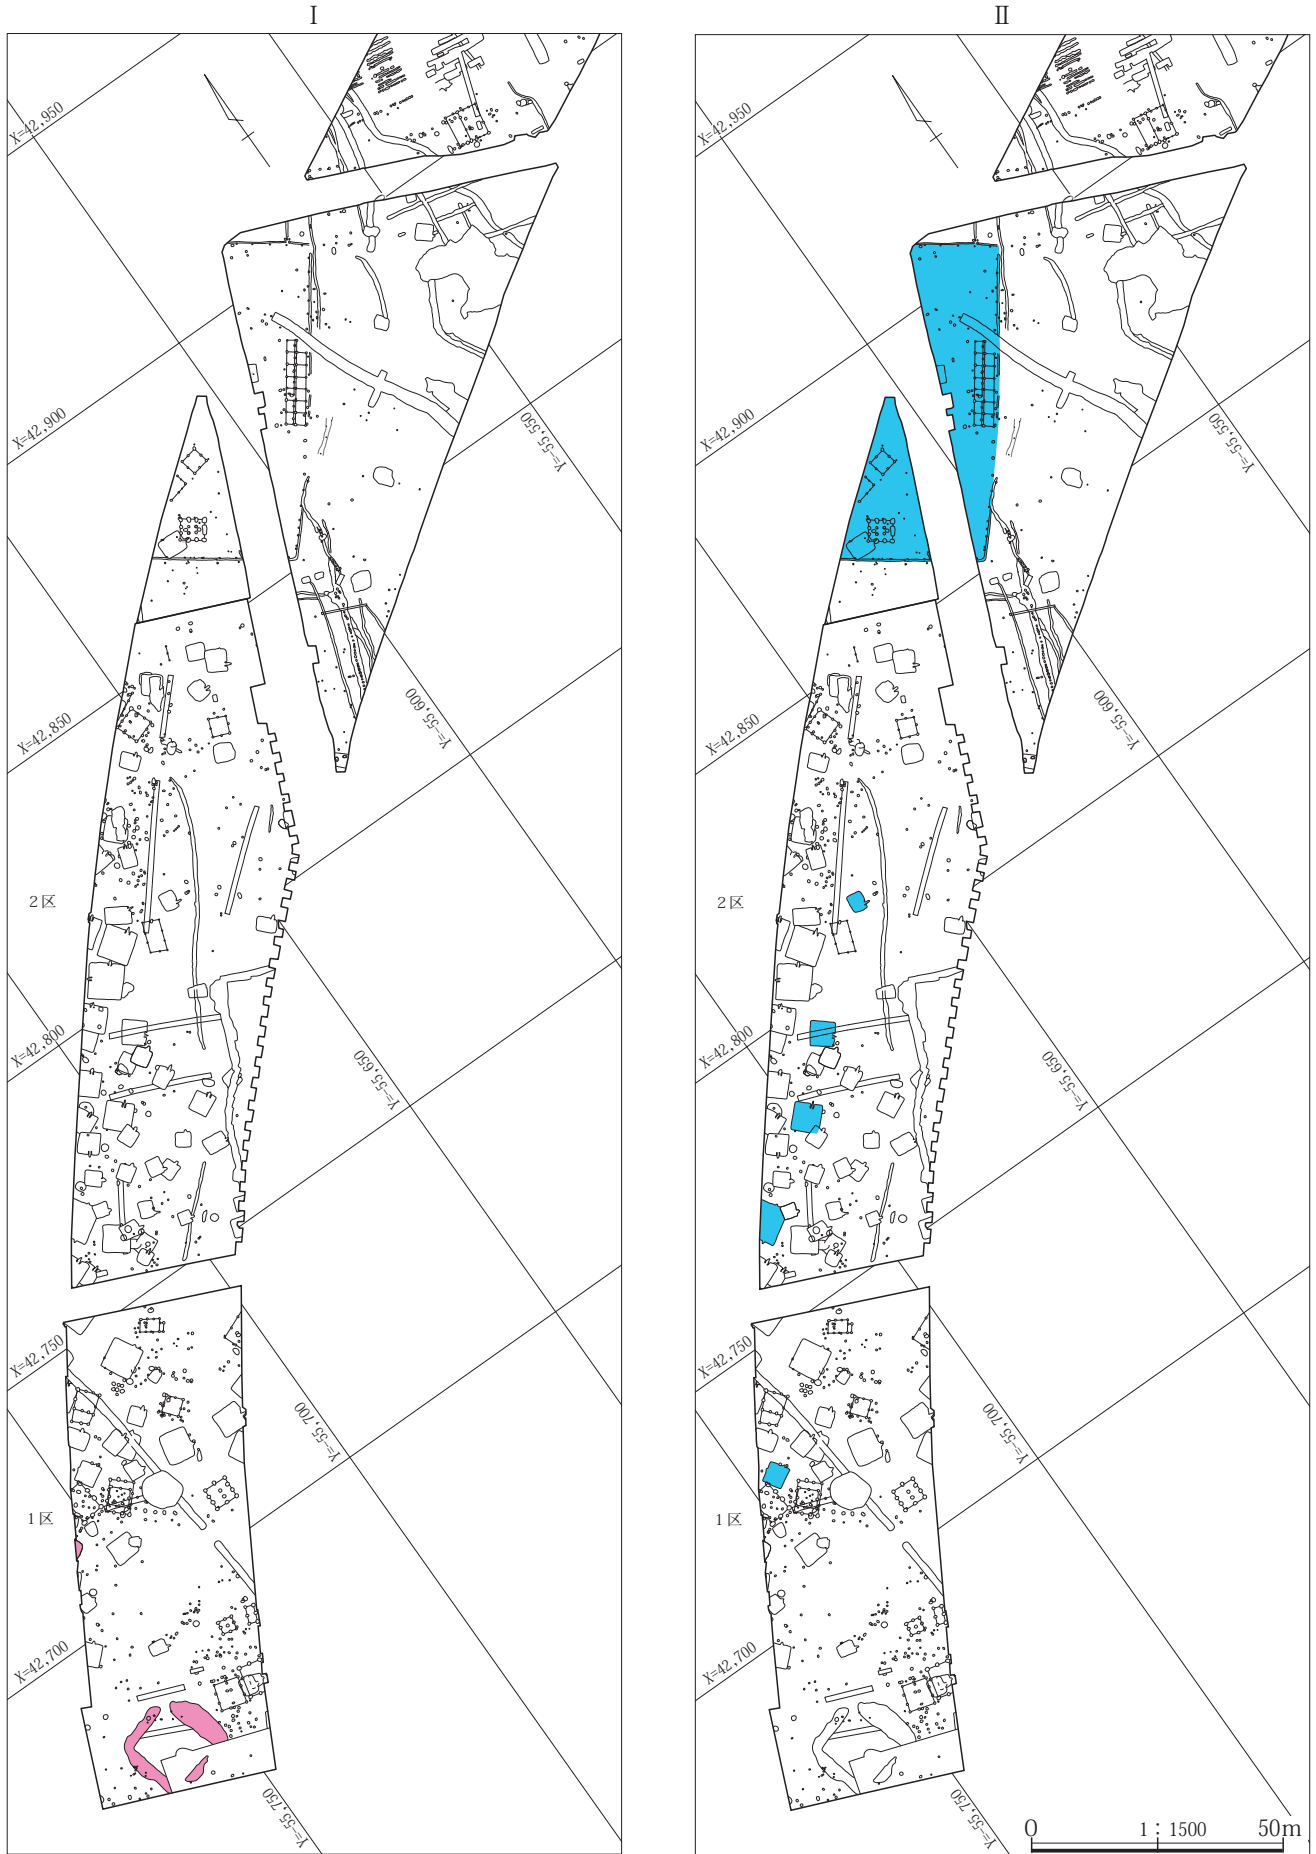 I
X=42,950
X=42,900
Y=-55,550
X=42,850
Y=-55,600
2区
X=42,800
Y=-55,650
X=42,750
Y=-55,700
1区
X=42,700
Y=-55,750
II
X=42,950
X=42,900
Y=-55,550
X=42,850
Y=-55,600
2区
X=42,800
Y=-55,650
X=42,750
Y=-55,700
1区
X=42,700
Y=-55,750
0 1 : 1500 50m